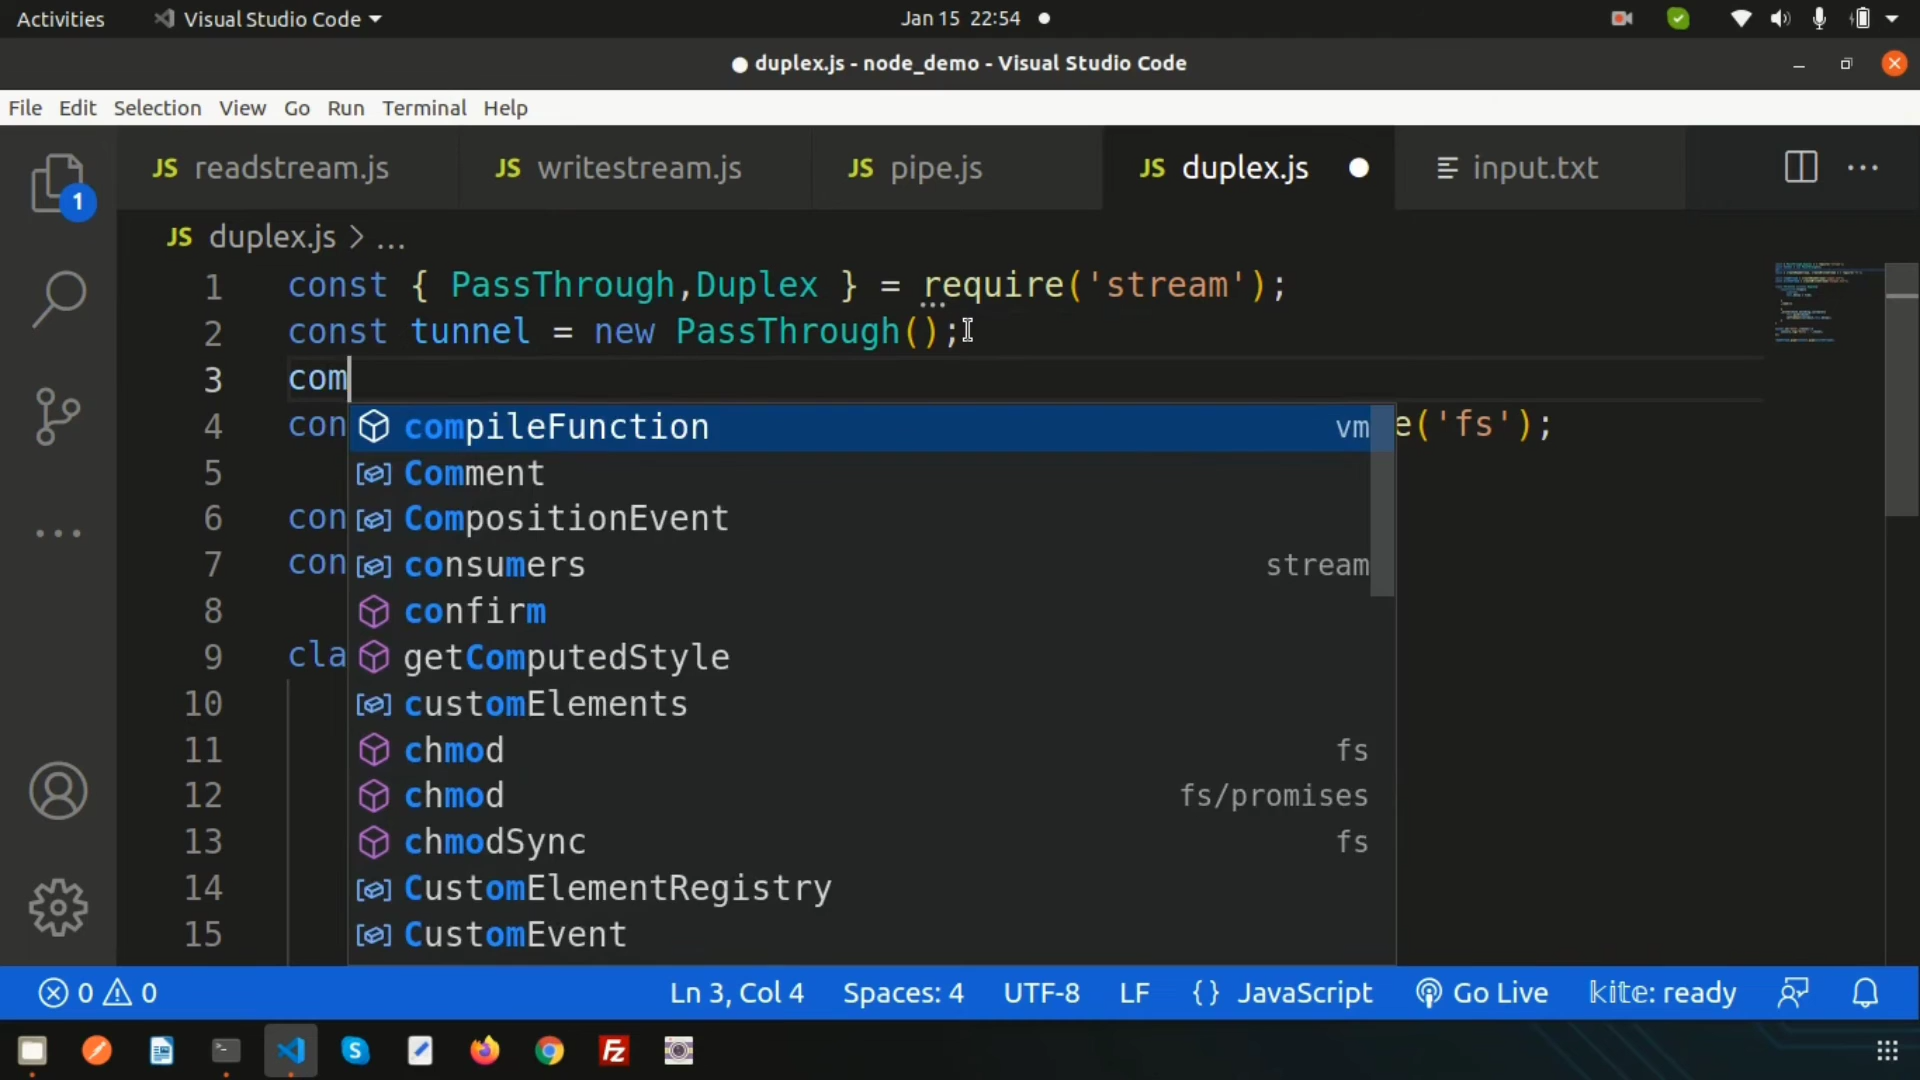 Activities Visual Studio Code Jan 15 22:54
duplex.js - node_demo - Visual Studio Code
File Edit Selection View Go Run Terminal Help
JS readstream.js JS writestream.js JS pipe.js JS duplex.js input.txt
1
JS duplex.js > ...
1 const { PassThrough,Duplex } = require('stream');
2 const tunnel = new PassThrough();
3 com
4 con e('fs');
compileFunction vm
5 Comment
6 con CompositionEvent
7 con consumers stream
8 confirm
9 cla getComputedStyle
10 customElements
11 chmod fs
12 chmod fs/promises
13 chmodSync fs
14 CustomElementRegistry
15 CustomEvent
0 0 Ln 3, Col 4 Spaces: 4 UTF-8 LF {} JavaScript Go Live kite: ready